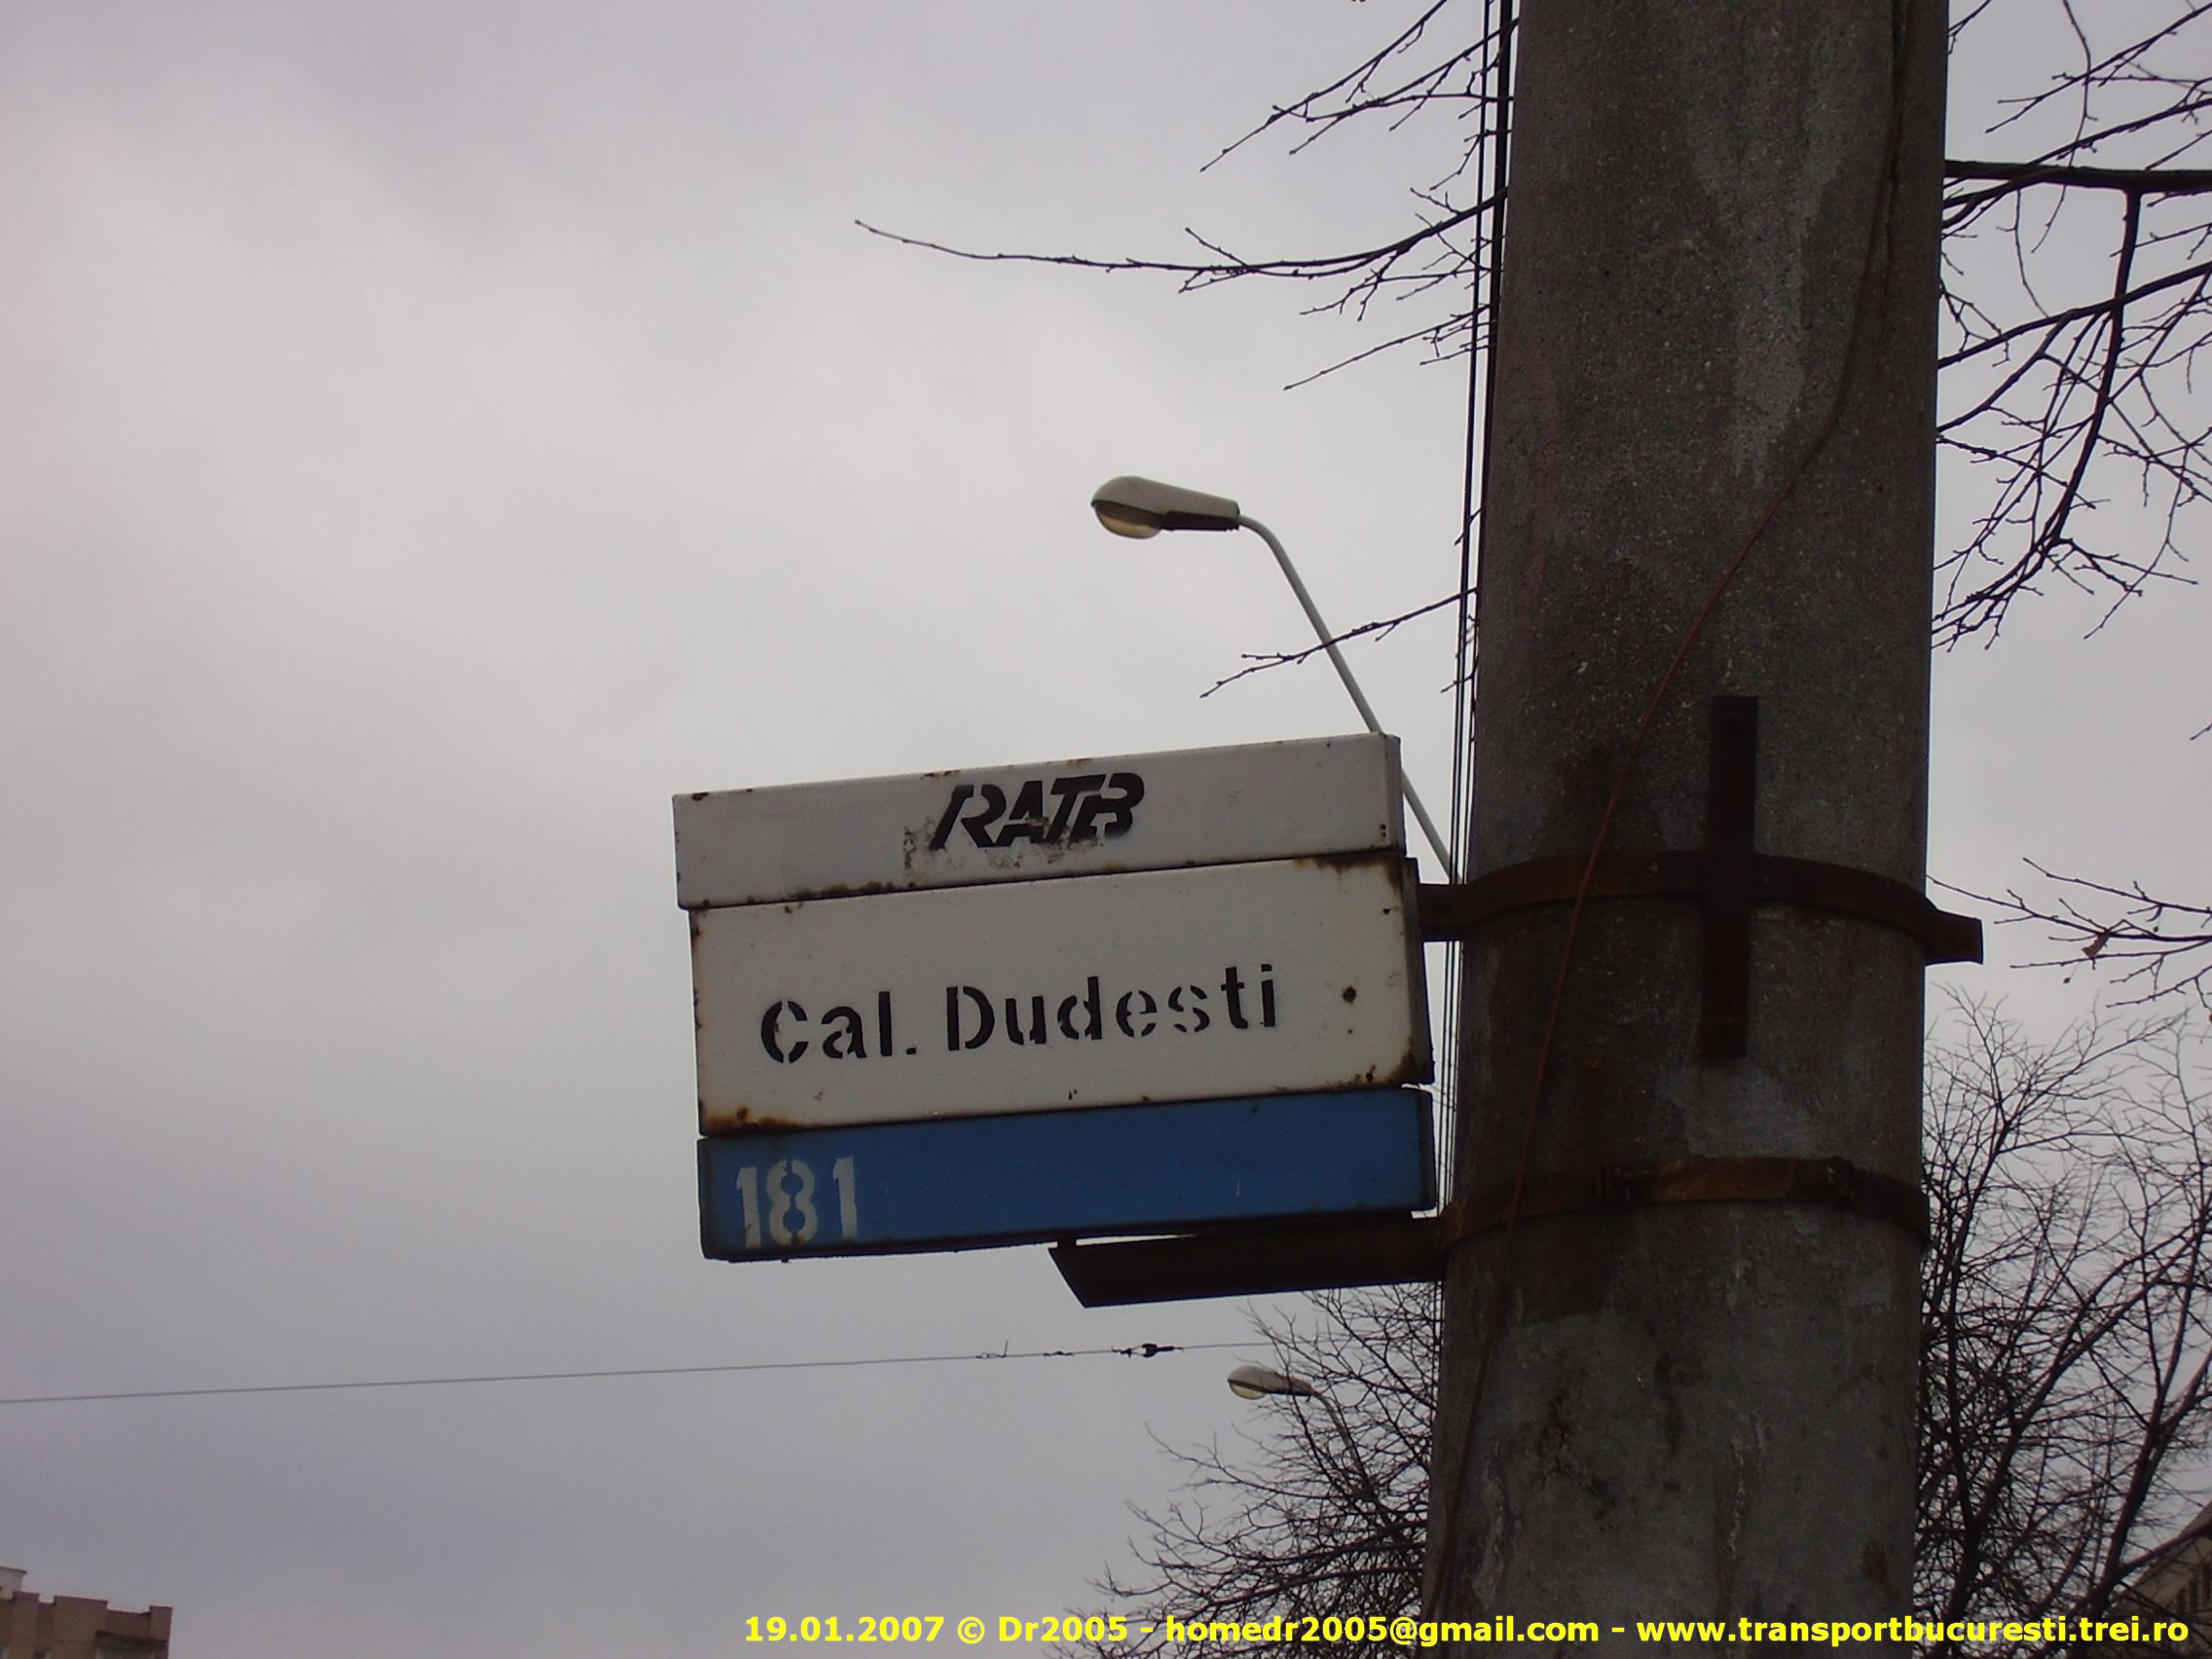 RATB
Cal. Dudesti
181
19.01.2007 © Dr2005 - homedr2005@gmail.com - www.transportbucuresti.trei.ro